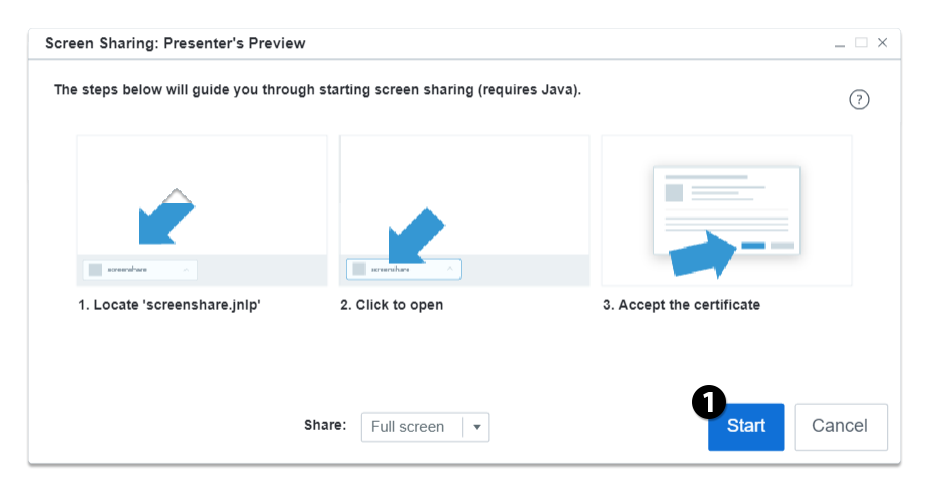 Screen Sharing: Presenter's Preview
The steps below will guide you through starting screen sharing (requires Java).
?
screenshare
screenshare
1. Locate 'screenshare.jnlp'
2. Click to open
3. Accept the certificate
1
Share:
Full screen
Start
Cancel